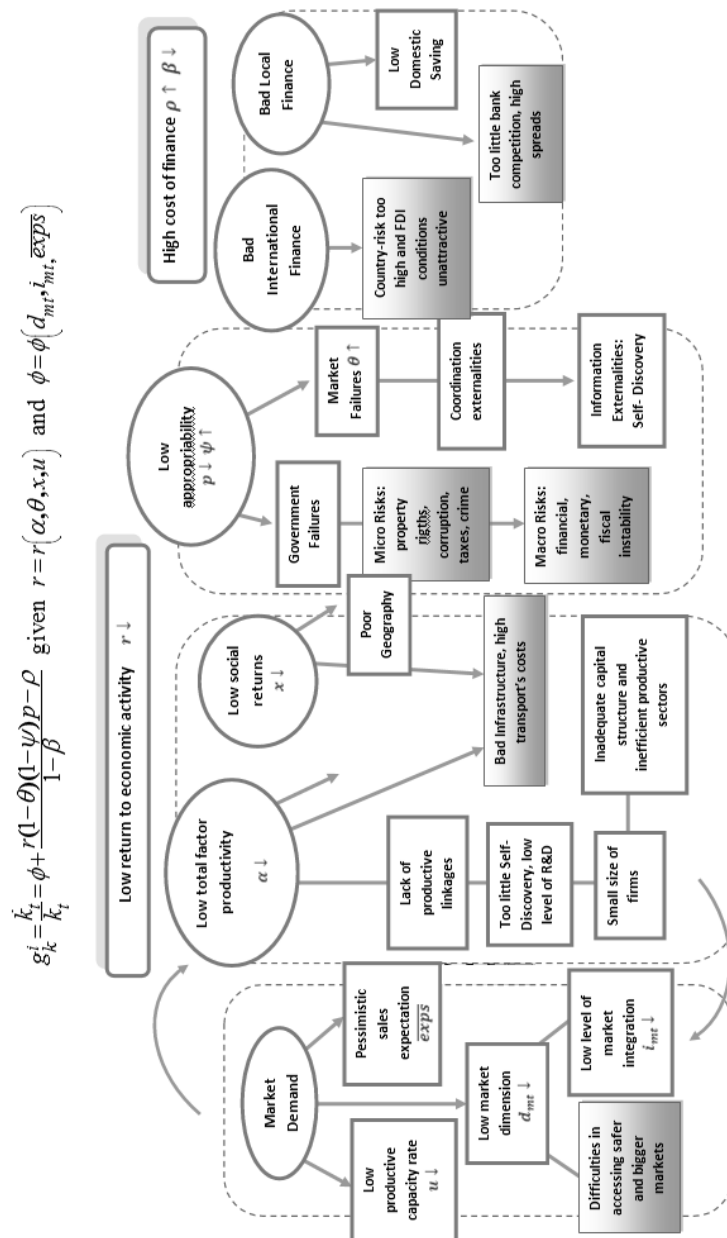 g^i_k = k̇_t/k_t = ϕ + (r(1−θ)(1−ψ)p−ρ)/(1−β) given r=r(α,θ,x,u) and ϕ=ϕ(d_mt, i_mt, \overline{exps})
Low return to economic activity r ↓
High cost of finance ρ ↑ β ↓
Market
Demand
Low
productive
capacity rate
u ↓
Pessimistic
sales
expectation
\overline{exps}
Low market
dimension
d_mt ↓
Difficulties in
accessing safer
and bigger
markets
Low level of
market
integration
i_mt ↓
Low total factor
productivity
α ↓
Lack of
productive
linkages
Too little Self-
Discovery, low
level of R&D
Small size of
firms
Inadequate capital
structure and
inefficient productive
sectors
Low social
returns
x ↓
Poor
Geography
Bad Infrastructure, high
transport's costs
Low
appropriability
p ↓ ψ ↑
Government
Failures
Micro Risks:
property
rigths,
corruption,
taxes, crime
Macro Risks:
financial,
monetary,
fiscal
instability
Market
Failures θ ↑
Coordination
externalities
Information
Externalities:
Self- Discovery
Bad
International
Finance
Country-risk too
high and FDI
conditions
unattractive
Bad Local
Finance
Low
Domestic
Saving
Too little bank
competition, high
spreads